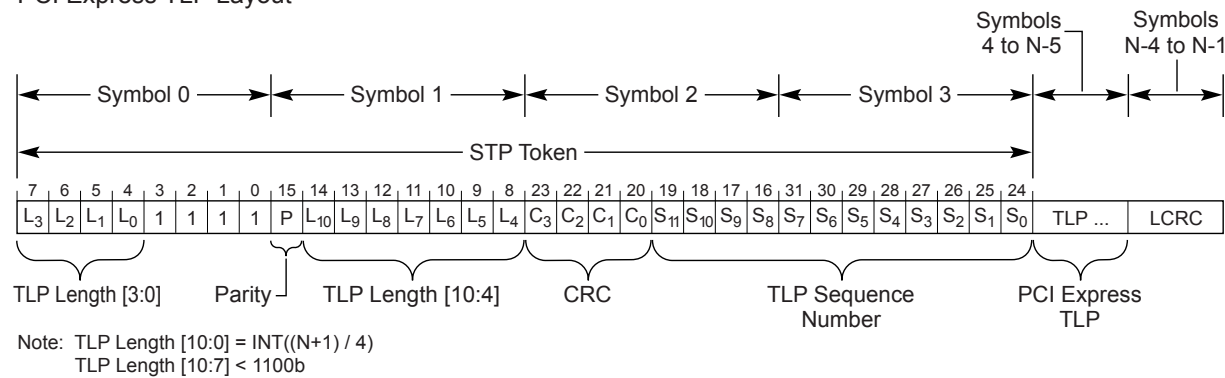 PCI Express TLP Layout
Symbols 4 to N-5
Symbols N-4 to N-1
Symbol 0 Symbol 1 Symbol 2 Symbol 3
STP Token
7 6 5 4 3 2 1 0 15 14 13 12 11 10 9 8 23 22 21 20 19 18 17 16 31 30 29 28 27 26 25 24
L3 L2 L1 L0 1 1 1 1 P L10 L9 L8 L7 L6 L5 L4 C3 C2 C1 C0 S11 S10 S9 S8 S7 S6 S5 S4 S3 S2 S1 S0 TLP ... LCRC
TLP Length [3:0] Parity TLP Length [10:4] CRC TLP Sequence Number PCI Express TLP
Note: TLP Length [10:0] = INT((N+1) / 4)
TLP Length [10:7] < 1100b